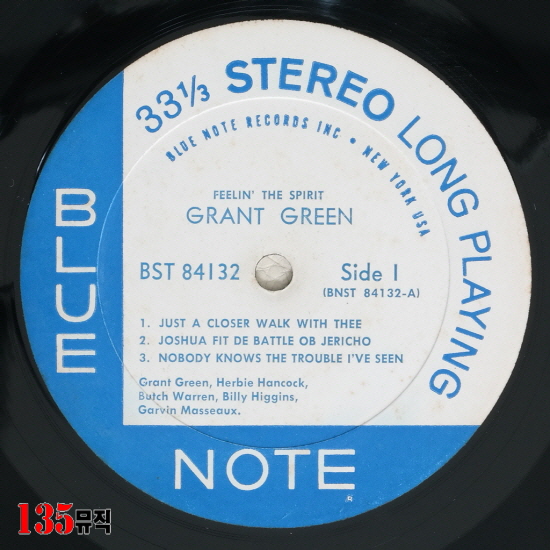 33⅓ STEREO LONG PLAYING
BLUE NOTE RECORDS INC • NEW YORK USA
FEELIN' THE SPIRIT
GRANT GREEN
BST 84132
Side 1
(BNST 84132-A)
1. JUST A CLOSER WALK WITH THEE
2. JOSHUA FIT DE BATTLE OB JERICHO
3. NOBODY KNOWS THE TROUBLE I'VE SEEN
Grant Green, Herbie Hancock,
Butch Warren, Billy Higgins,
Garvin Masseaux.
BLUE
NOTE
135뮤직